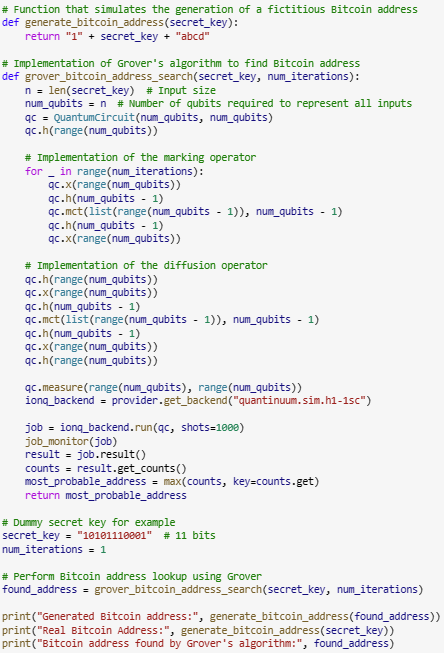 # Function that simulates the generation of a fictitious Bitcoin address
def generate_bitcoin_address(secret_key):
    return "1" + secret_key + "abcd"

# Implementation of Grover's algorithm to find Bitcoin address
def grover_bitcoin_address_search(secret_key, num_iterations):
    n = len(secret_key)  # Input size
    num_qubits = n  # Number of qubits required to represent all inputs
    qc = QuantumCircuit(num_qubits, num_qubits)
    qc.h(range(num_qubits))

    # Implementation of the marking operator
    for _ in range(num_iterations):
        qc.x(range(num_qubits))
        qc.h(num_qubits - 1)
        qc.mct(list(range(num_qubits - 1)), num_qubits - 1)
        qc.h(num_qubits - 1)
        qc.x(range(num_qubits))

    # Implementation of the diffusion operator
    qc.h(range(num_qubits))
    qc.x(range(num_qubits))
    qc.h(num_qubits - 1)
    qc.mct(list(range(num_qubits - 1)), num_qubits - 1)
    qc.h(num_qubits - 1)
    qc.x(range(num_qubits))
    qc.h(range(num_qubits))

    qc.measure(range(num_qubits), range(num_qubits))
    ionq_backend = provider.get_backend("quantinuum.sim.h1-1sc")

    job = ionq_backend.run(qc, shots=1000)
    job_monitor(job)
    result = job.result()
    counts = result.get_counts()
    most_probable_address = max(counts, key=counts.get)
    return most_probable_address

# Dummy secret key for example
secret_key = "10101110001"  # 11 bits
num_iterations = 1

# Perform Bitcoin address lookup using Grover
found_address = grover_bitcoin_address_search(secret_key, num_iterations)

print("Generated Bitcoin address:", generate_bitcoin_address(found_address))
print("Real Bitcoin Address:", generate_bitcoin_address(secret_key))
print("Bitcoin address found by Grover's algorithm:", found_address)